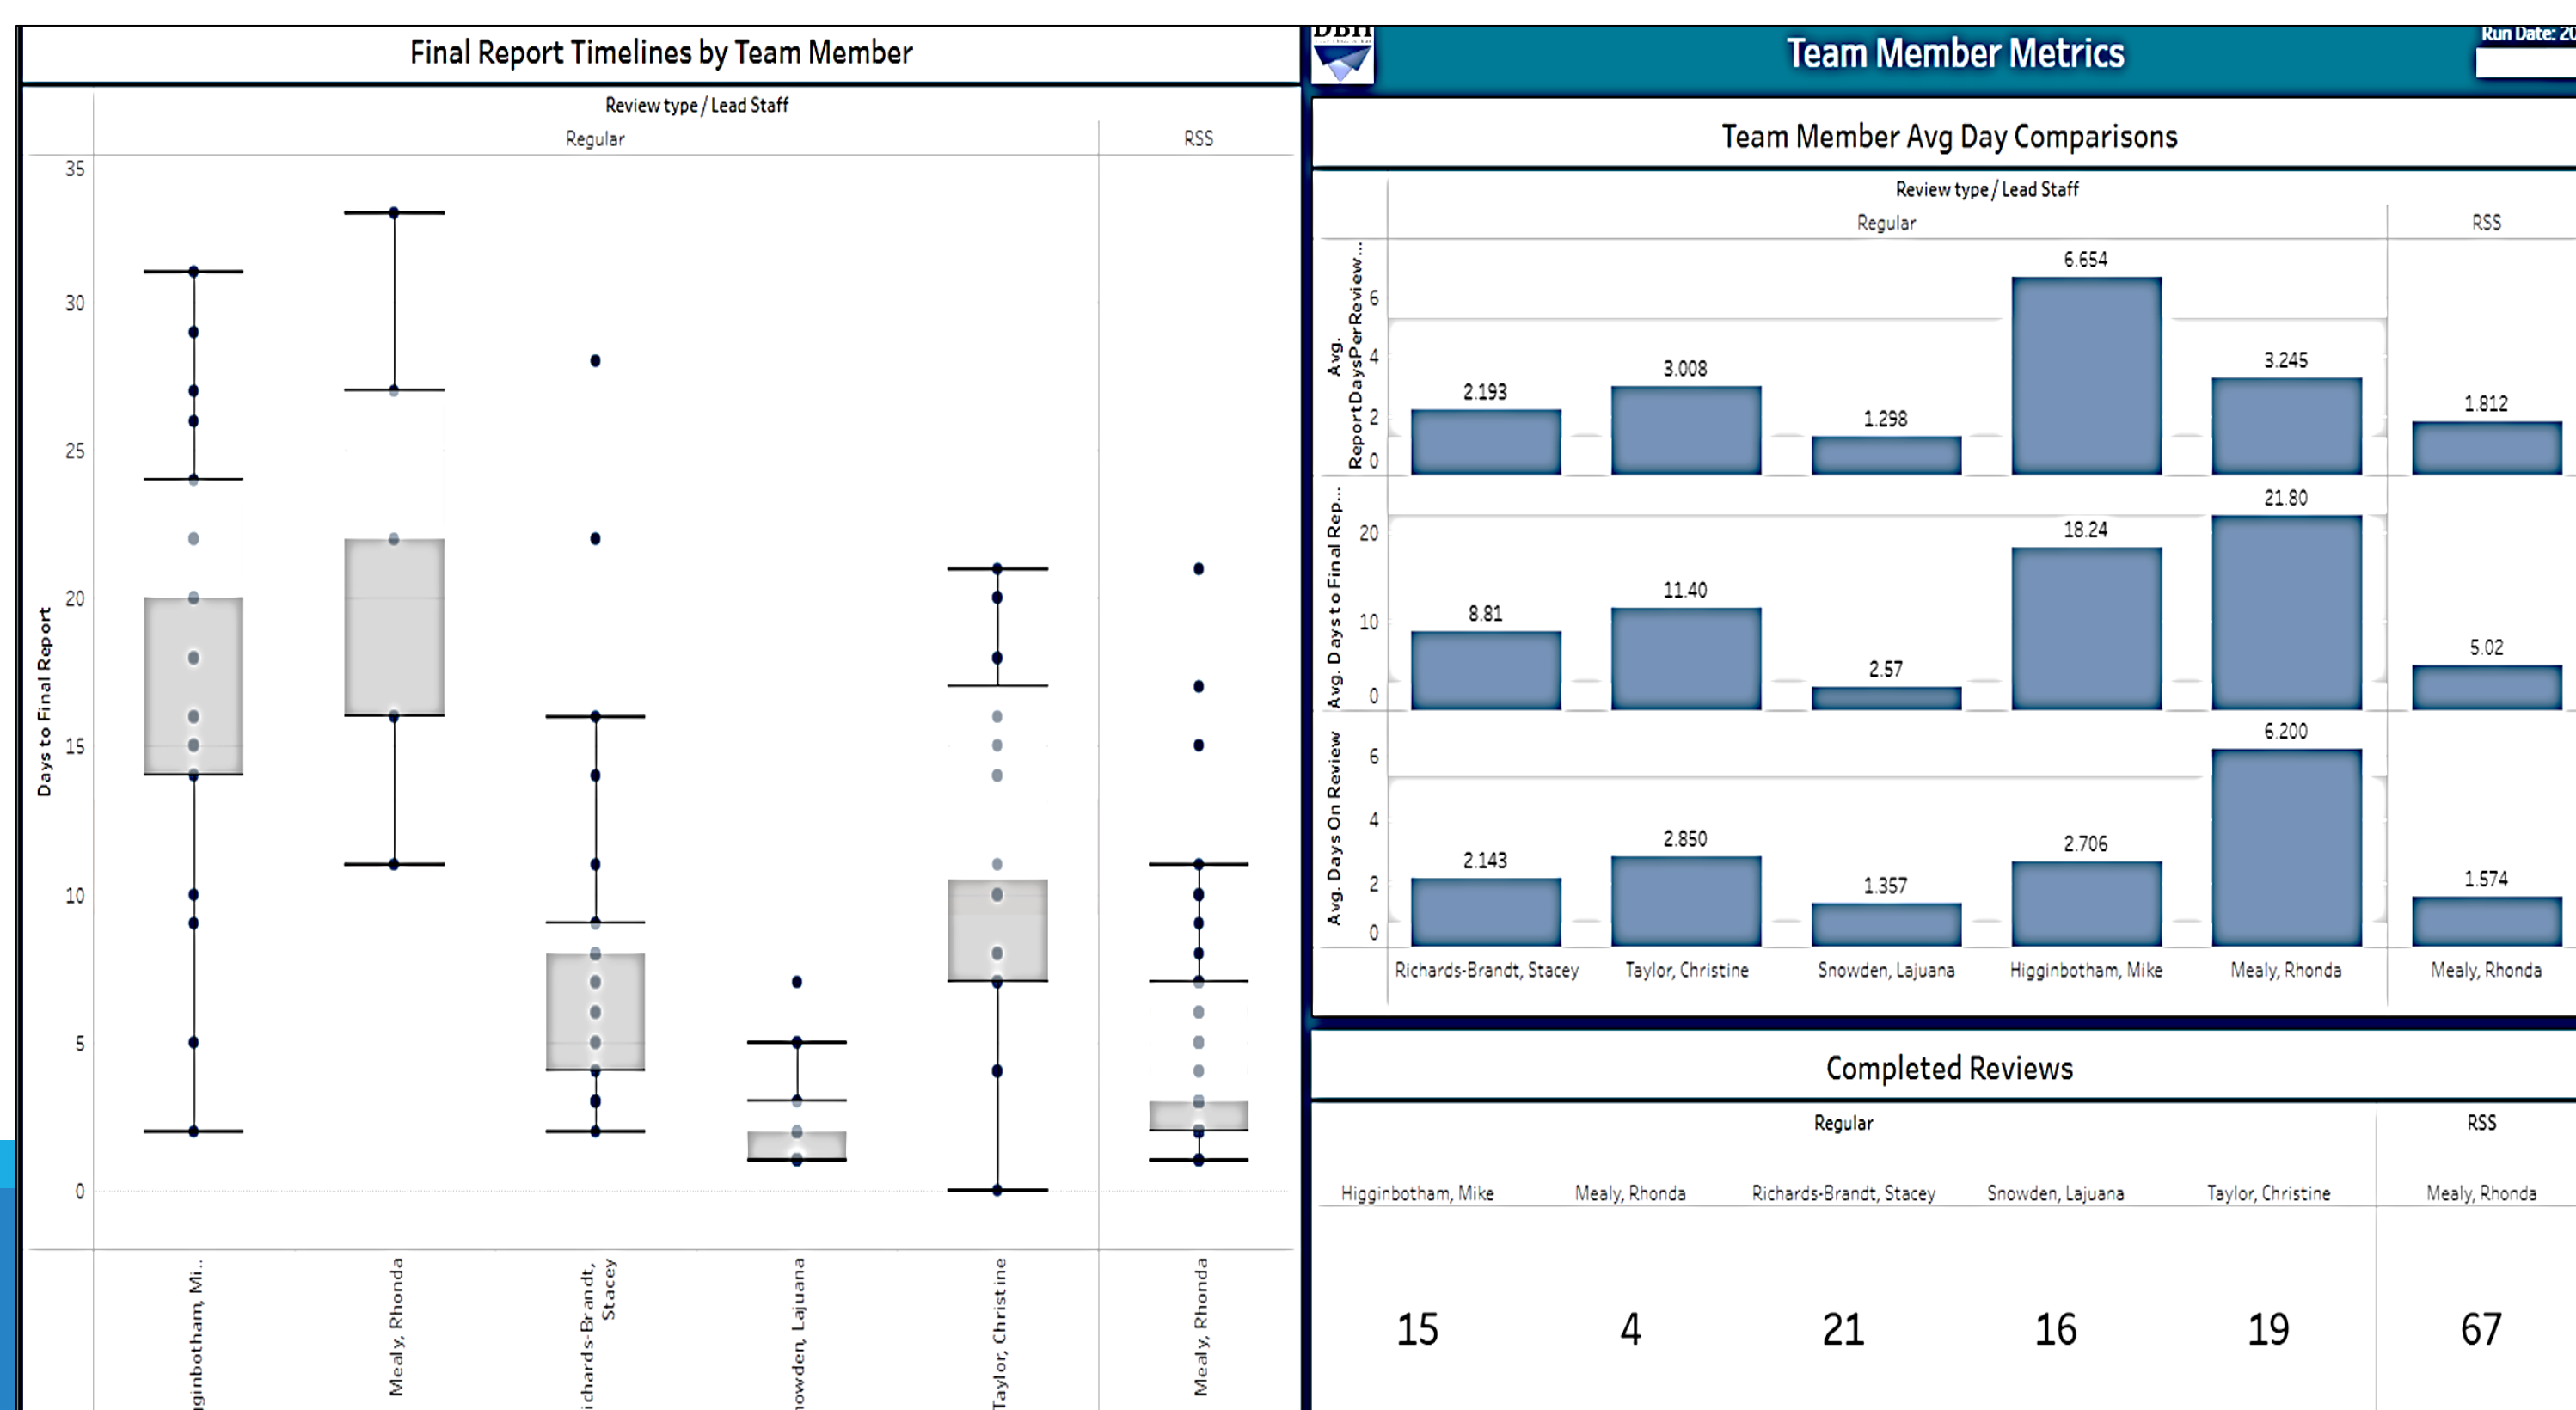 Final Report Timelines by Team Member
Review type / Lead Staff
Regular
RSS
Days to Final Report
35
30
25
20
15
10
5
0
gginbotham, Mi..
Mealy, Rhonda
ichards-Brandt,
Stacey
nowden, Lajuana
Taylor, Christine
Mealy, Rhonda
DBH
Team Member Metrics
Run Date: 20
Team Member Avg Day Comparisons
Review type / Lead Staff
Regular
RSS
Avg.
ReportDaysPerReview...
6
4
2
0
2.193
3.008
1.298
6.654
3.245
1.812
Avg. Days to Final Rep...
20
10
0
8.81
11.40
2.57
18.24
21.80
5.02
Avg. Days On Review
6
4
2
0
2.143
2.850
1.357
2.706
6.200
1.574
Richards-Brandt, Stacey
Taylor, Christine
Snowden, Lajuana
Higginbotham, Mike
Mealy, Rhonda
Mealy, Rhonda
Completed Reviews
Regular
RSS
Higginbotham, Mike
Mealy, Rhonda
Richards-Brandt, Stacey
Snowden, Lajuana
Taylor, Christine
Mealy, Rhonda
15
4
21
16
19
67